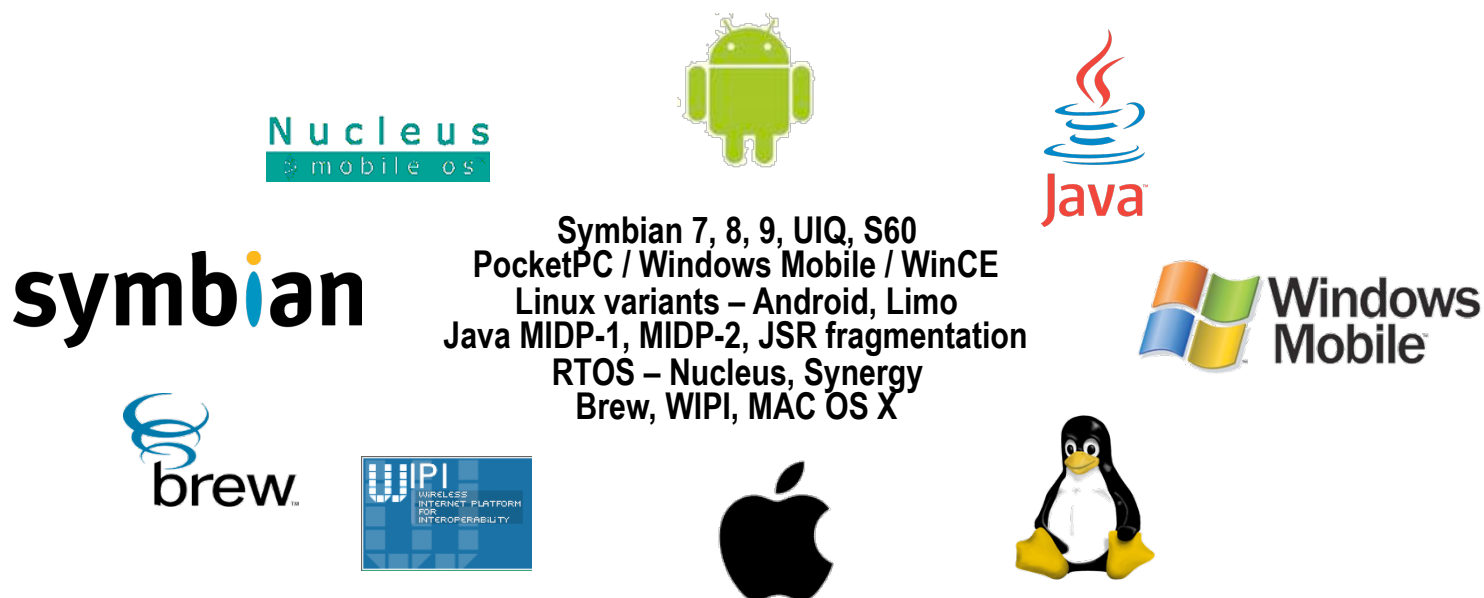 Nucleus
mobile os
Java™
Symbian 7, 8, 9, UIQ, S60
PocketPC / Windows Mobile / WinCE
Linux variants – Android, Limo
Java MIDP-1, MIDP-2, JSR fragmentation
RTOS – Nucleus, Synergy
Brew, WIPI, MAC OS X
symbian
Windows
Mobile
brew™
WIPI
WIRELESS
INTERNET PLATFORM
FOR
INTEROPERABILITY